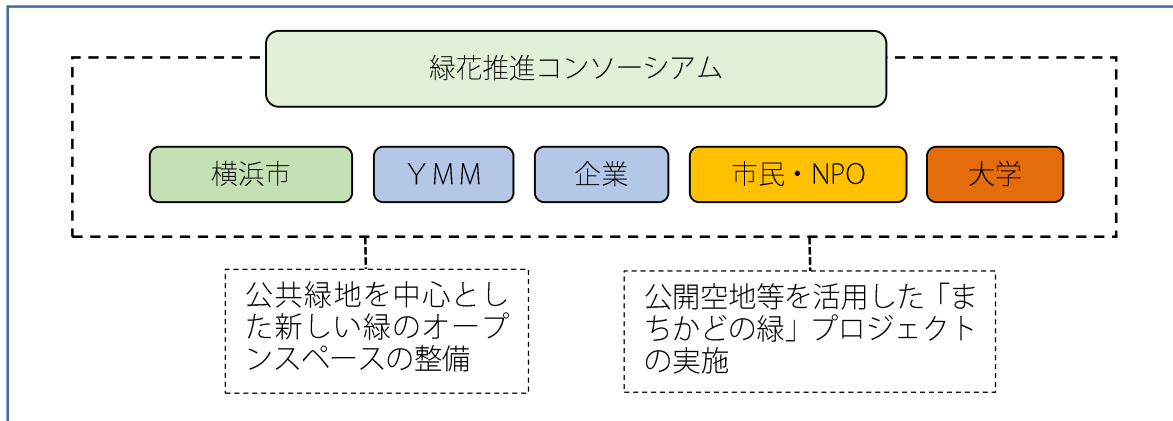 緑花推進コンソーシアム
横浜市
ＹＭＭ
企業
市民・NPO
大学
公共緑地を中心とし
た新しい緑のオープ
ンスペースの整備
公開空地等を活用した「ま
ちかどの緑」プロジェクト
の実施